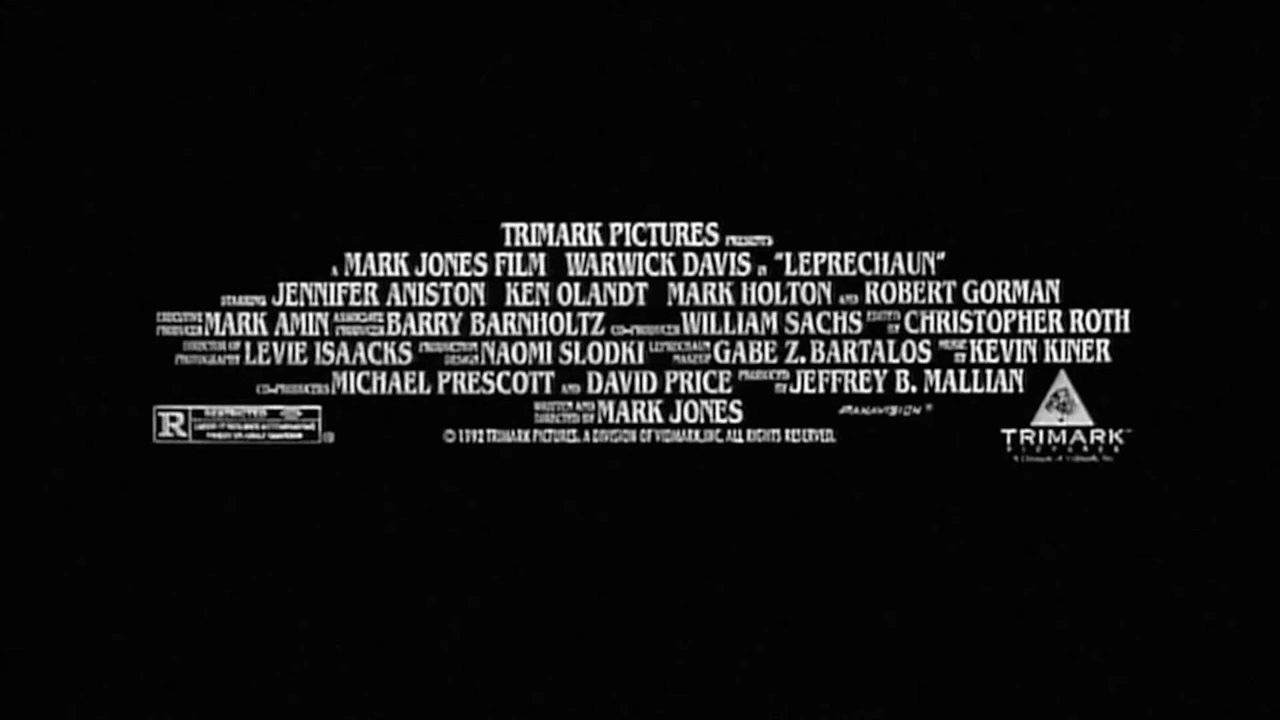 TRIMARK PICTURES PRESENTS
A MARK JONES FILM WARWICK DAVIS IN "LEPRECHAUN"
STARRING JENNIFER ANISTON KEN OLANDT MARK HOLTON AND ROBERT GORMAN
EXECUTIVE PRODUCER MARK AMIN ASSOCIATE PRODUCER BARRY BARNHOLTZ CO-PRODUCER WILLIAM SACHS EDITED BY CHRISTOPHER ROTH
DIRECTOR OF PHOTOGRAPHY LEVIE ISAACKS PRODUCTION DESIGN NAOMI SLODKI LEPRECHAUN MAKEUP GABE Z. BARTALOS MUSIC BY KEVIN KINER
CO-PRODUCERS MICHAEL PRESCOTT AND DAVID PRICE PRODUCED BY JEFFREY B. MALLIAN
WRITTEN AND DIRECTED BY MARK JONES
PANAVISION®
R RESTRICTED
© 1992 TRIMARK PICTURES, A DIVISION OF VIDMARK, INC. ALL RIGHTS RESERVED.
TRIMARK™
PICTURES